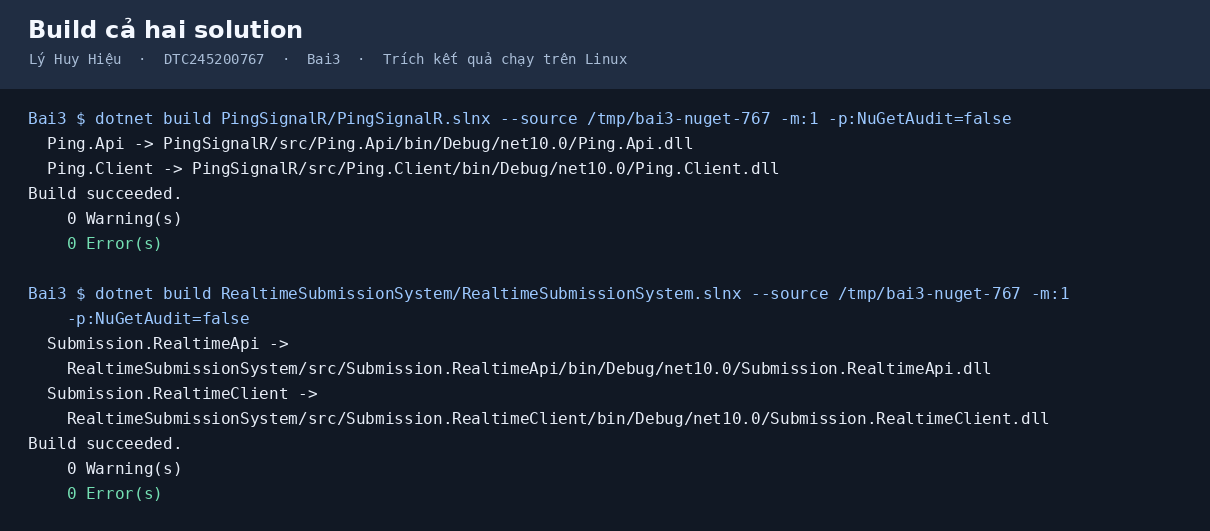 Build cả hai solution
Lý Huy Hiệu · DTC245200767 · Bai3 · Trích kết quả chạy trên Linux
Bai3 $ dotnet build PingSignalR/PingSignalR.slnx --source /tmp/bai3-nuget-767 -m:1 -p:NuGetAudit=false
Ping.Api -> PingSignalR/src/Ping.Api/bin/Debug/net10.0/Ping.Api.dll
Ping.Client -> PingSignalR/src/Ping.Client/bin/Debug/net10.0/Ping.Client.dll
Build succeeded.
0 Warning(s)
0 Error(s)
Bai3 $ dotnet build RealtimeSubmissionSystem/RealtimeSubmissionSystem.slnx --source /tmp/bai3-nuget-767 -m:1
-p:NuGetAudit=false
Submission.RealtimeApi ->
RealtimeSubmissionSystem/src/Submission.RealtimeApi/bin/Debug/net10.0/Submission.RealtimeApi.dll
Submission.RealtimeClient ->
RealtimeSubmissionSystem/src/Submission.RealtimeClient/bin/Debug/net10.0/Submission.RealtimeClient.dll
Build succeeded.
0 Warning(s)
0 Error(s)